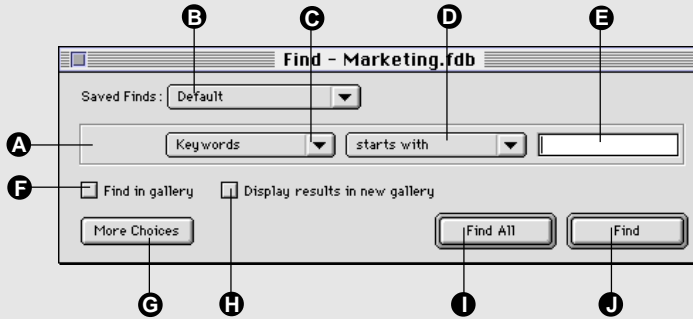 B C D E
Find - Marketing.fdb
Saved Finds: Default
A Keywords starts with
F Find in gallery Display results in new gallery
More Choices Find All Find
G H I J